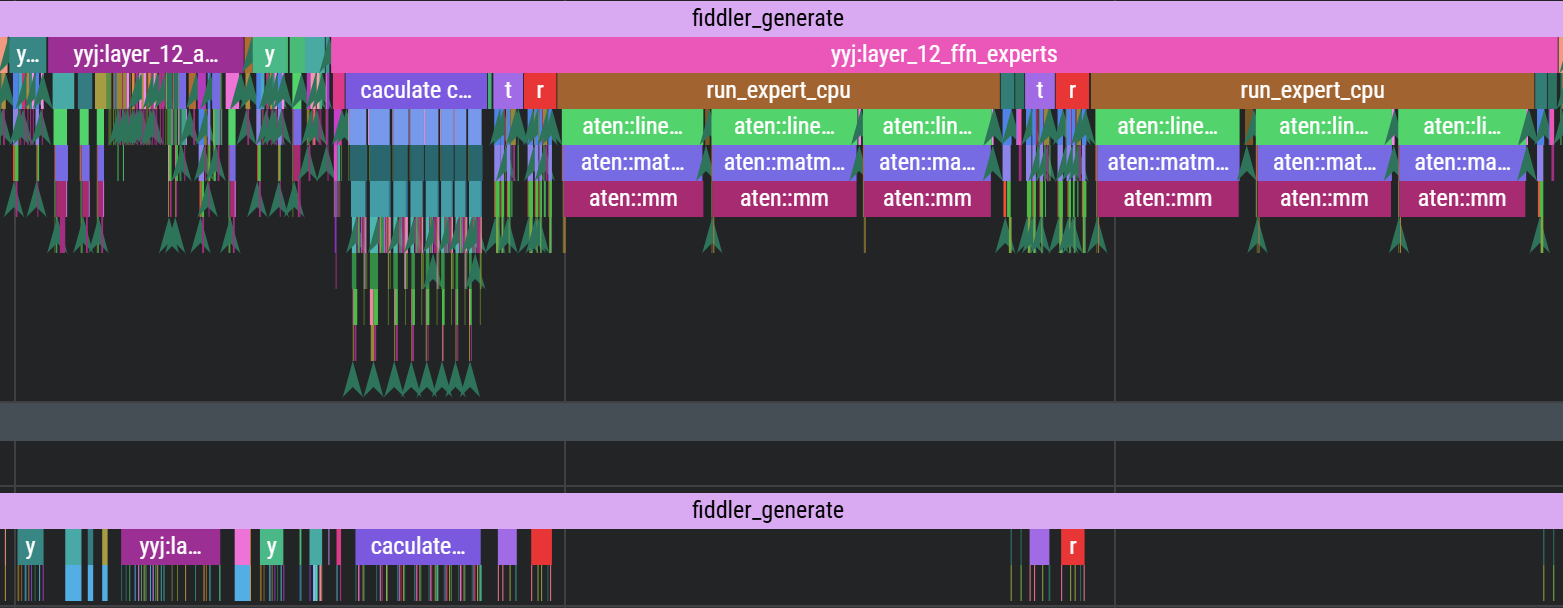 fiddler_generate
y... yyj:layer_12_a... y yyj:layer_12_ffn_experts
caculate c... t r run_expert_cpu t r run_expert_cpu
aten::line... aten::line... aten::lin... aten::line... aten::lin... aten::li...
aten::mat... aten::matm... aten::ma... aten::matm... aten::mat... aten::ma...
aten::mm aten::mm aten::mm aten::mm aten::mm aten::mm
fiddler_generate
y yyj:la... y caculate... r